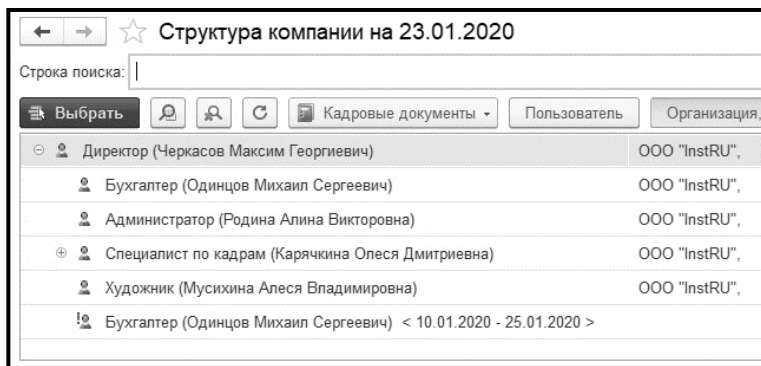 Структура компании на 23.01.2020
Строка поиска:
Выбрать Кадровые документы Пользователь Организация,
Директор (Черкасов Максим Георгиевич) ООО "InstRU",
Бухгалтер (Одинцов Михаил Сергеевич) ООО "InstRU",
Администратор (Родина Алина Викторовна) ООО "InstRU",
Специалист по кадрам (Карячкина Олеся Дмитриевна) ООО "InstRU",
Художник (Мусихина Алеся Владимировна) ООО "InstRU",
Бухгалтер (Одинцов Михаил Сергеевич) < 10.01.2020 - 25.01.2020 >